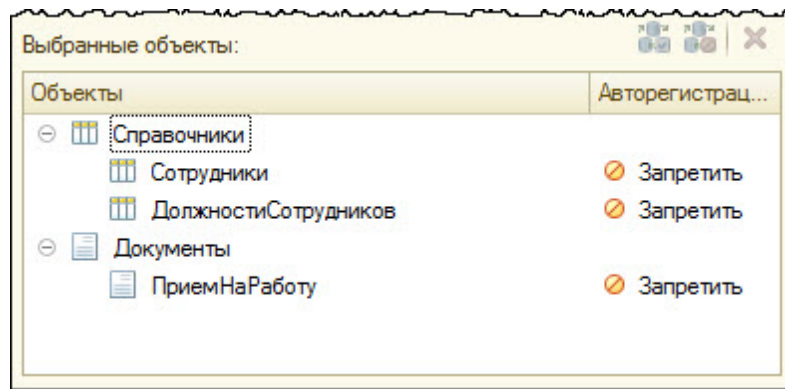 Выбранные объекты:
Объекты Авторегистрац...
Справочники
Сотрудники Запретить
ДолжностиСотрудников Запретить
Документы
ПриемНаРаботу Запретить